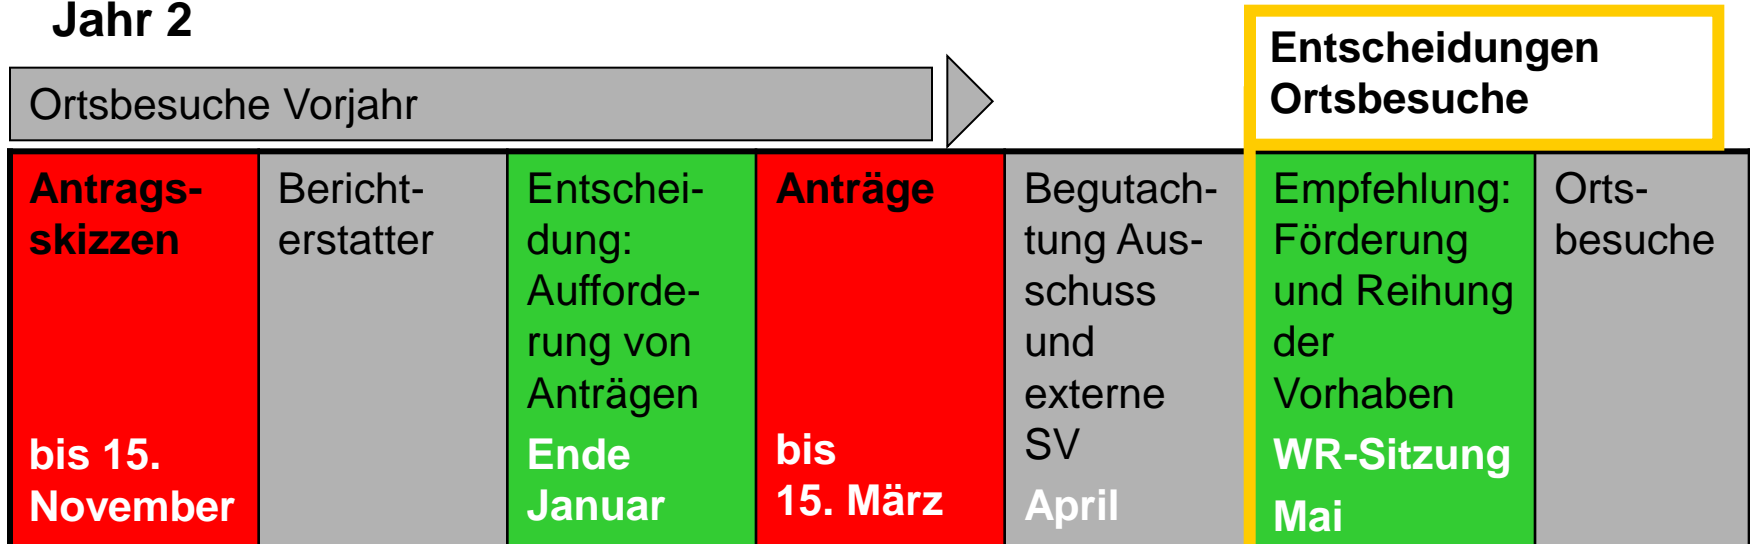 Jahr 2
Entscheidungen
Ortsbesuche
Ortsbesuche Vorjahr
Antrags-
skizzen
bis 15.
November
Bericht-
erstatter
Entschei-
dung:
Aufforde-
rung von
Anträgen
Ende
Januar
Anträge
bis
15. März
Begutach-
tung Aus-
schuss
und
externe
SV
April
Empfehlung:
Förderung
und Reihung
der
Vorhaben
WR-Sitzung
Mai
Orts-
besuche